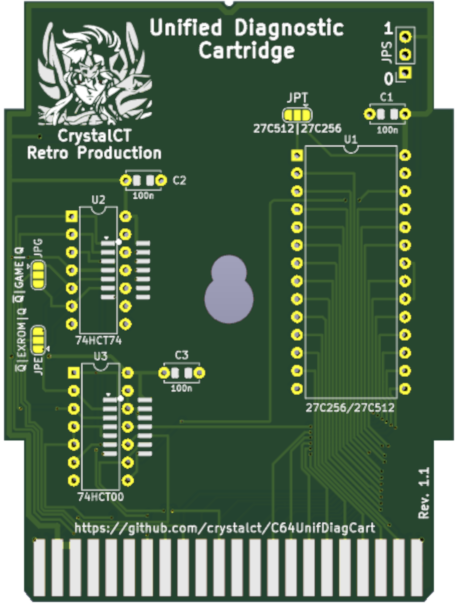 Unified Diagnostic
Cartridge
1
JPS
0
CrystalCT
Retro Production
JPT
27C512|27C256
C1
100n
U1
C2
100n
U2
Q|GAME|Q
JPG
74HCT74
Q|EXROM|Q
JPE
U3
C3
100n
74HCT00
27C256/27C512
Rev. 1.1
https://github.com/crystalct/C64UnifDiagCart